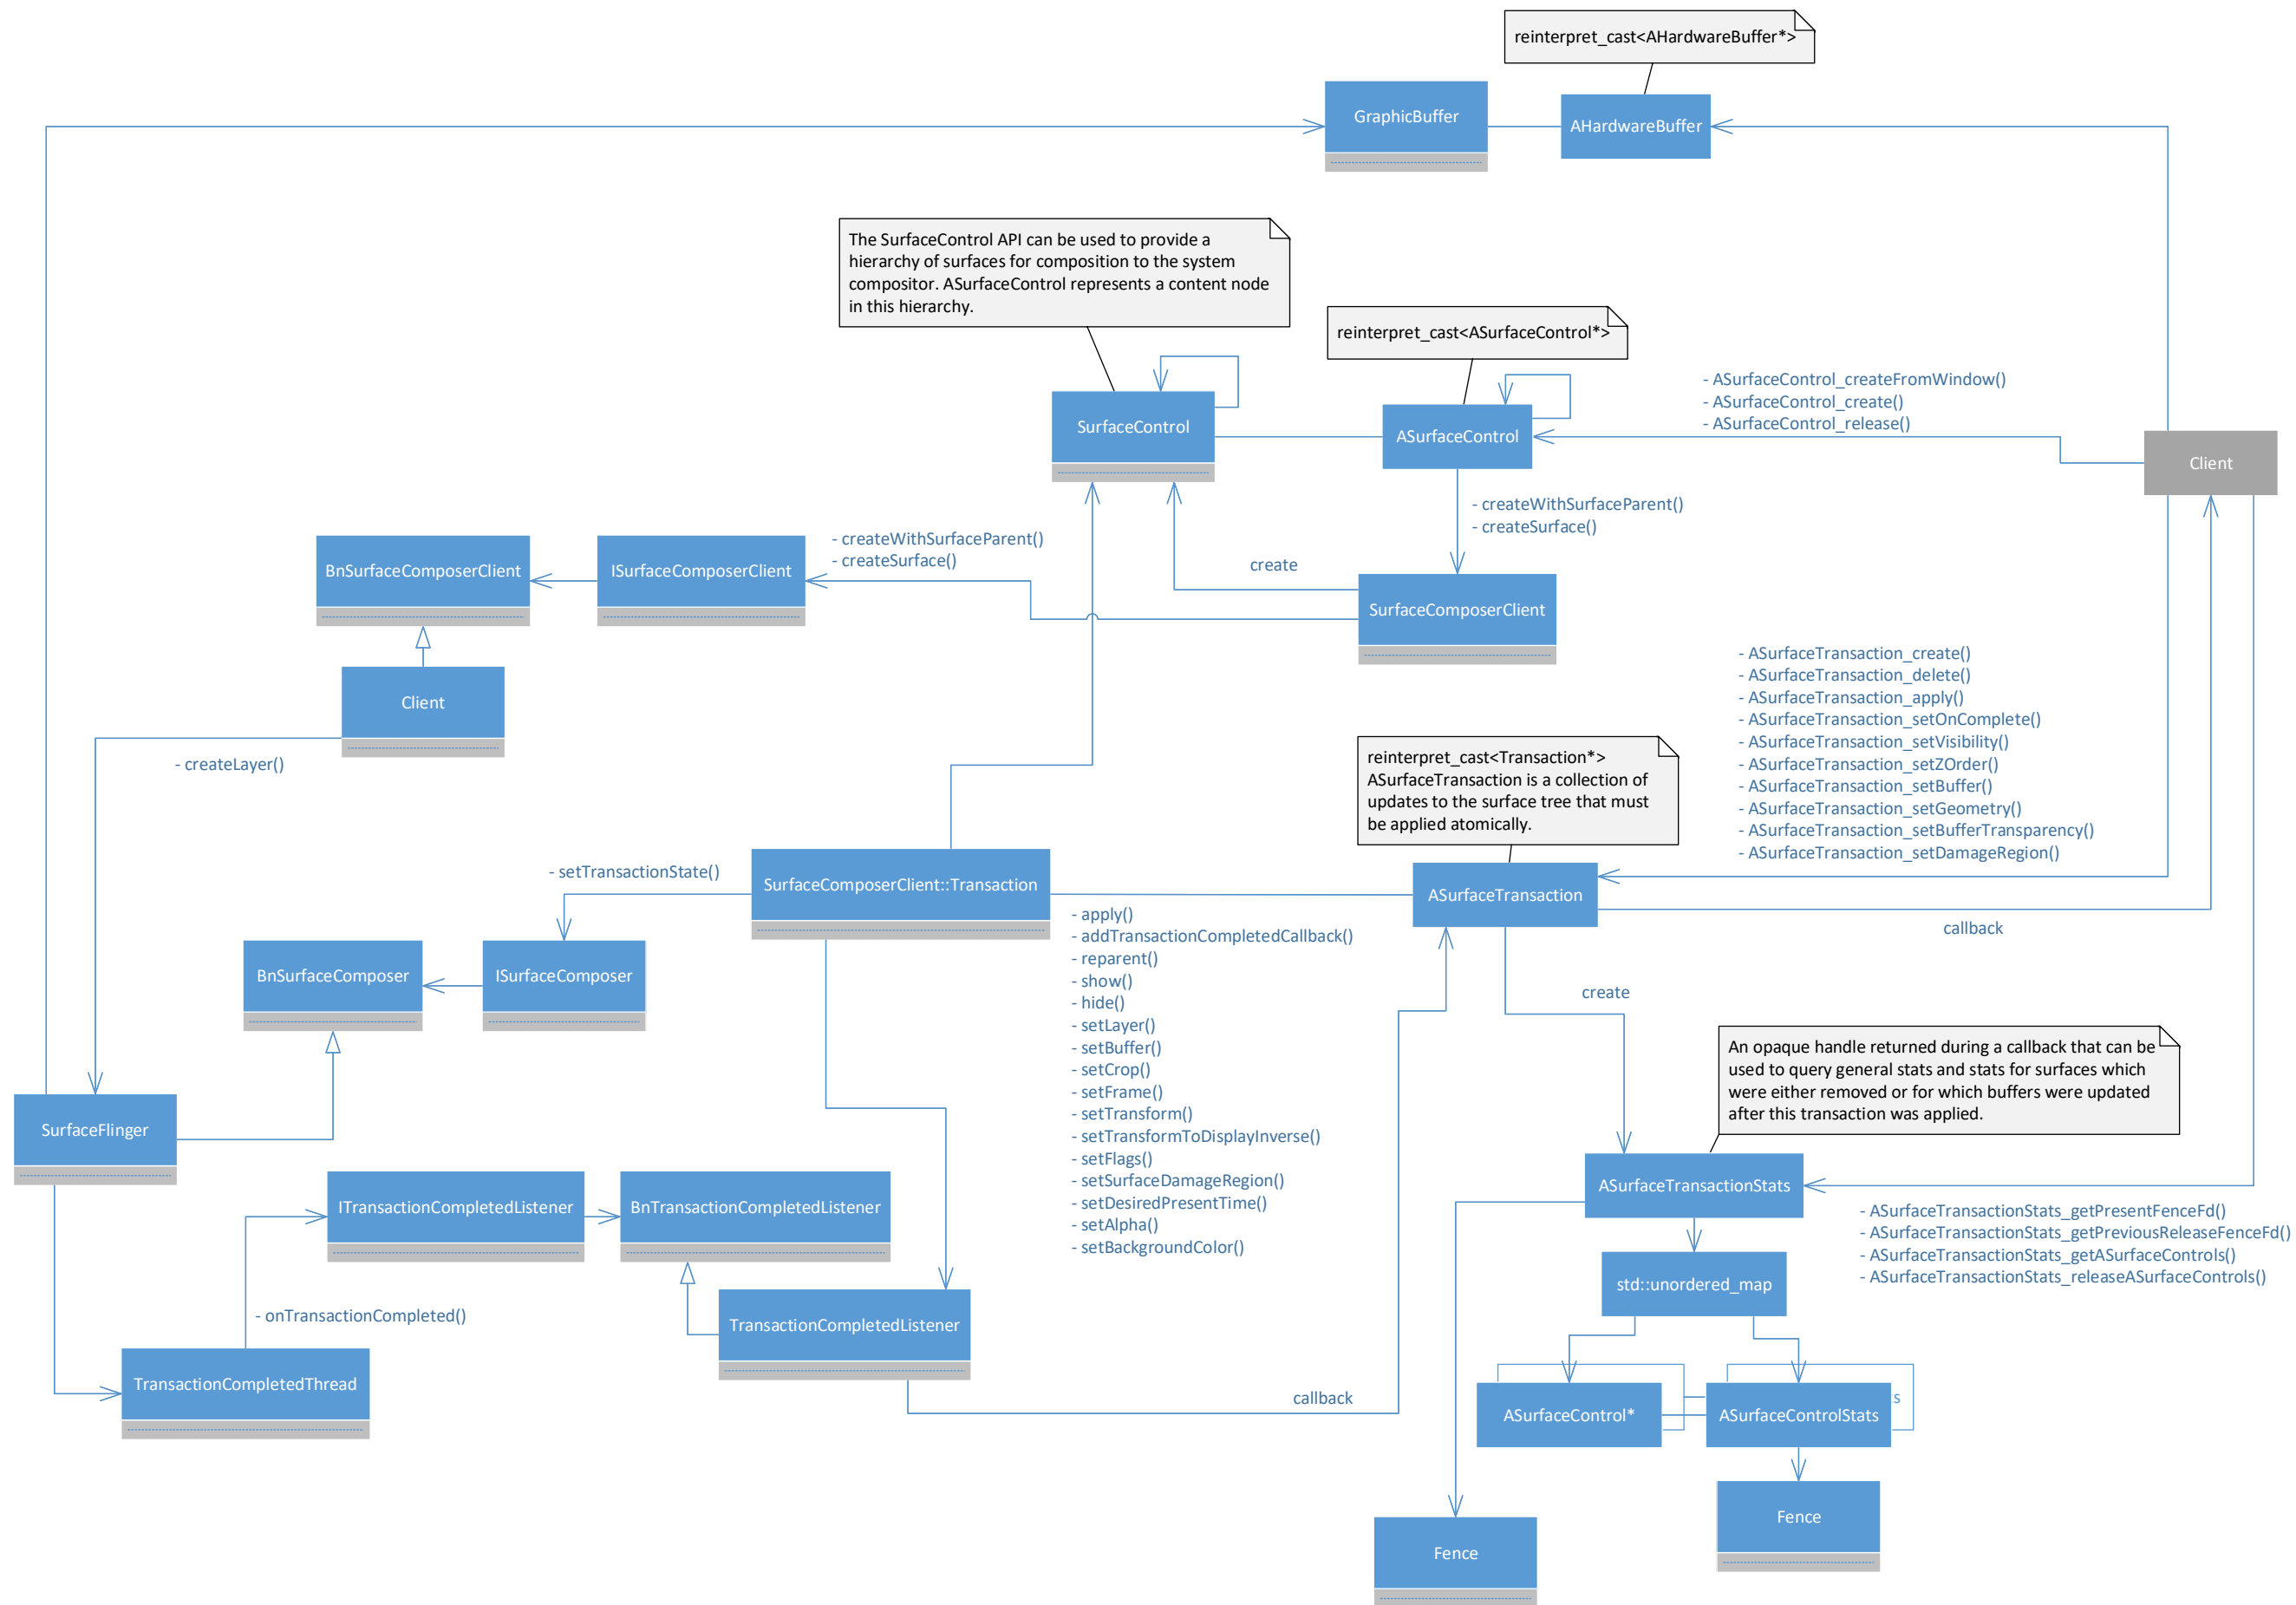 reinterpret_cast<AHardwareBuffer*>
GraphicBuffer
AHardwareBuffer
The SurfaceControl API can be used to provide a
hierarchy of surfaces for composition to the system
compositor. ASurfaceControl represents a content node
in this hierarchy.
reinterpret_cast<ASurfaceControl*>
- ASurfaceControl_createFromWindow()
- ASurfaceControl_create()
- ASurfaceControl_release()
SurfaceControl
ASurfaceControl
Client
- createWithSurfaceParent()
- createSurface()
- createWithSurfaceParent()
- createSurface()
BnSurfaceComposerClient
ISurfaceComposerClient
create
SurfaceComposerClient
Client
- createLayer()
- ASurfaceTransaction_create()
- ASurfaceTransaction_delete()
- ASurfaceTransaction_apply()
- ASurfaceTransaction_setOnComplete()
- ASurfaceTransaction_setVisibility()
- ASurfaceTransaction_setZOrder()
- ASurfaceTransaction_setBuffer()
- ASurfaceTransaction_setGeometry()
- ASurfaceTransaction_setBufferTransparency()
- ASurfaceTransaction_setDamageRegion()
reinterpret_cast<Transaction*>
ASurfaceTransaction is a collection of
updates to the surface tree that must
be applied atomically.
- setTransactionState()
SurfaceComposerClient::Transaction
ASurfaceTransaction
callback
- apply()
- addTransactionCompletedCallback()
- reparent()
- show()
- hide()
- setLayer()
- setBuffer()
- setCrop()
- setFrame()
- setTransform()
- setTransformToDisplayInverse()
- setFlags()
- setSurfaceDamageRegion()
- setDesiredPresentTime()
- setAlpha()
- setBackgroundColor()
BnSurfaceComposer
ISurfaceComposer
create
An opaque handle returned during a callback that can be
used to query general stats and stats for surfaces which
were either removed or for which buffers were updated
after this transaction was applied.
SurfaceFlinger
ITransactionCompletedListener
BnTransactionCompletedListener
ASurfaceTransactionStats
- ASurfaceTransactionStats_getPresentFenceFd()
- ASurfaceTransactionStats_getPreviousReleaseFenceFd()
- ASurfaceTransactionStats_getASurfaceControls()
- ASurfaceTransactionStats_releaseASurfaceControls()
std::unordered_map
- onTransactionCompleted()
TransactionCompletedListener
TransactionCompletedThread
callback
ASurfaceControl*
ASurfaceControlStats
s
Fence
Fence